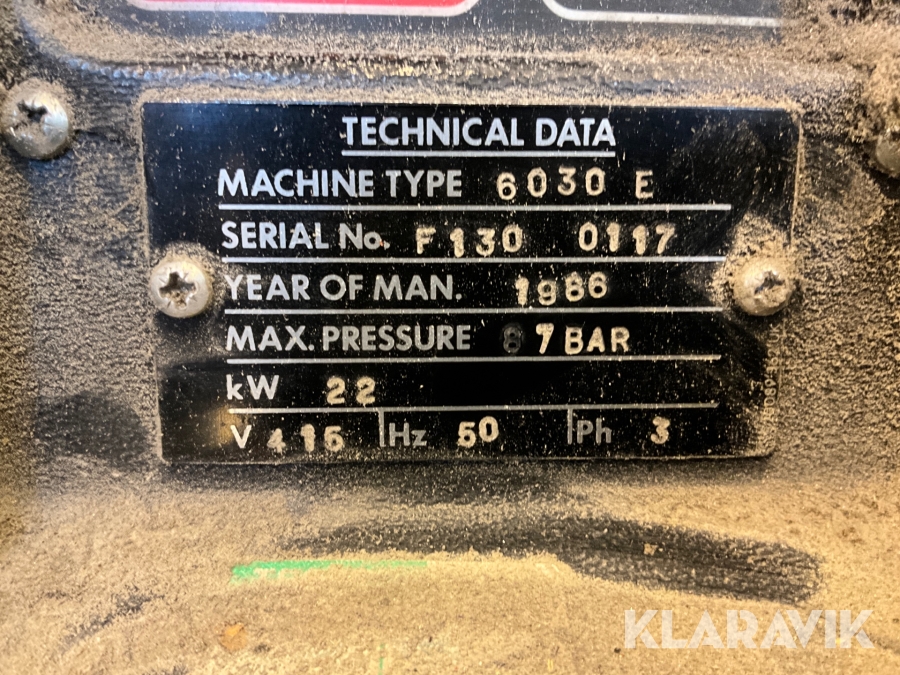 TECHNICAL DATA
MACHINE TYPE 6030 E
SERIAL No. F130 0117
YEAR OF MAN. 1986
MAX. PRESSURE 7 BAR
kW 22
V 415 Hz 50 Ph 3
KLARAVIK